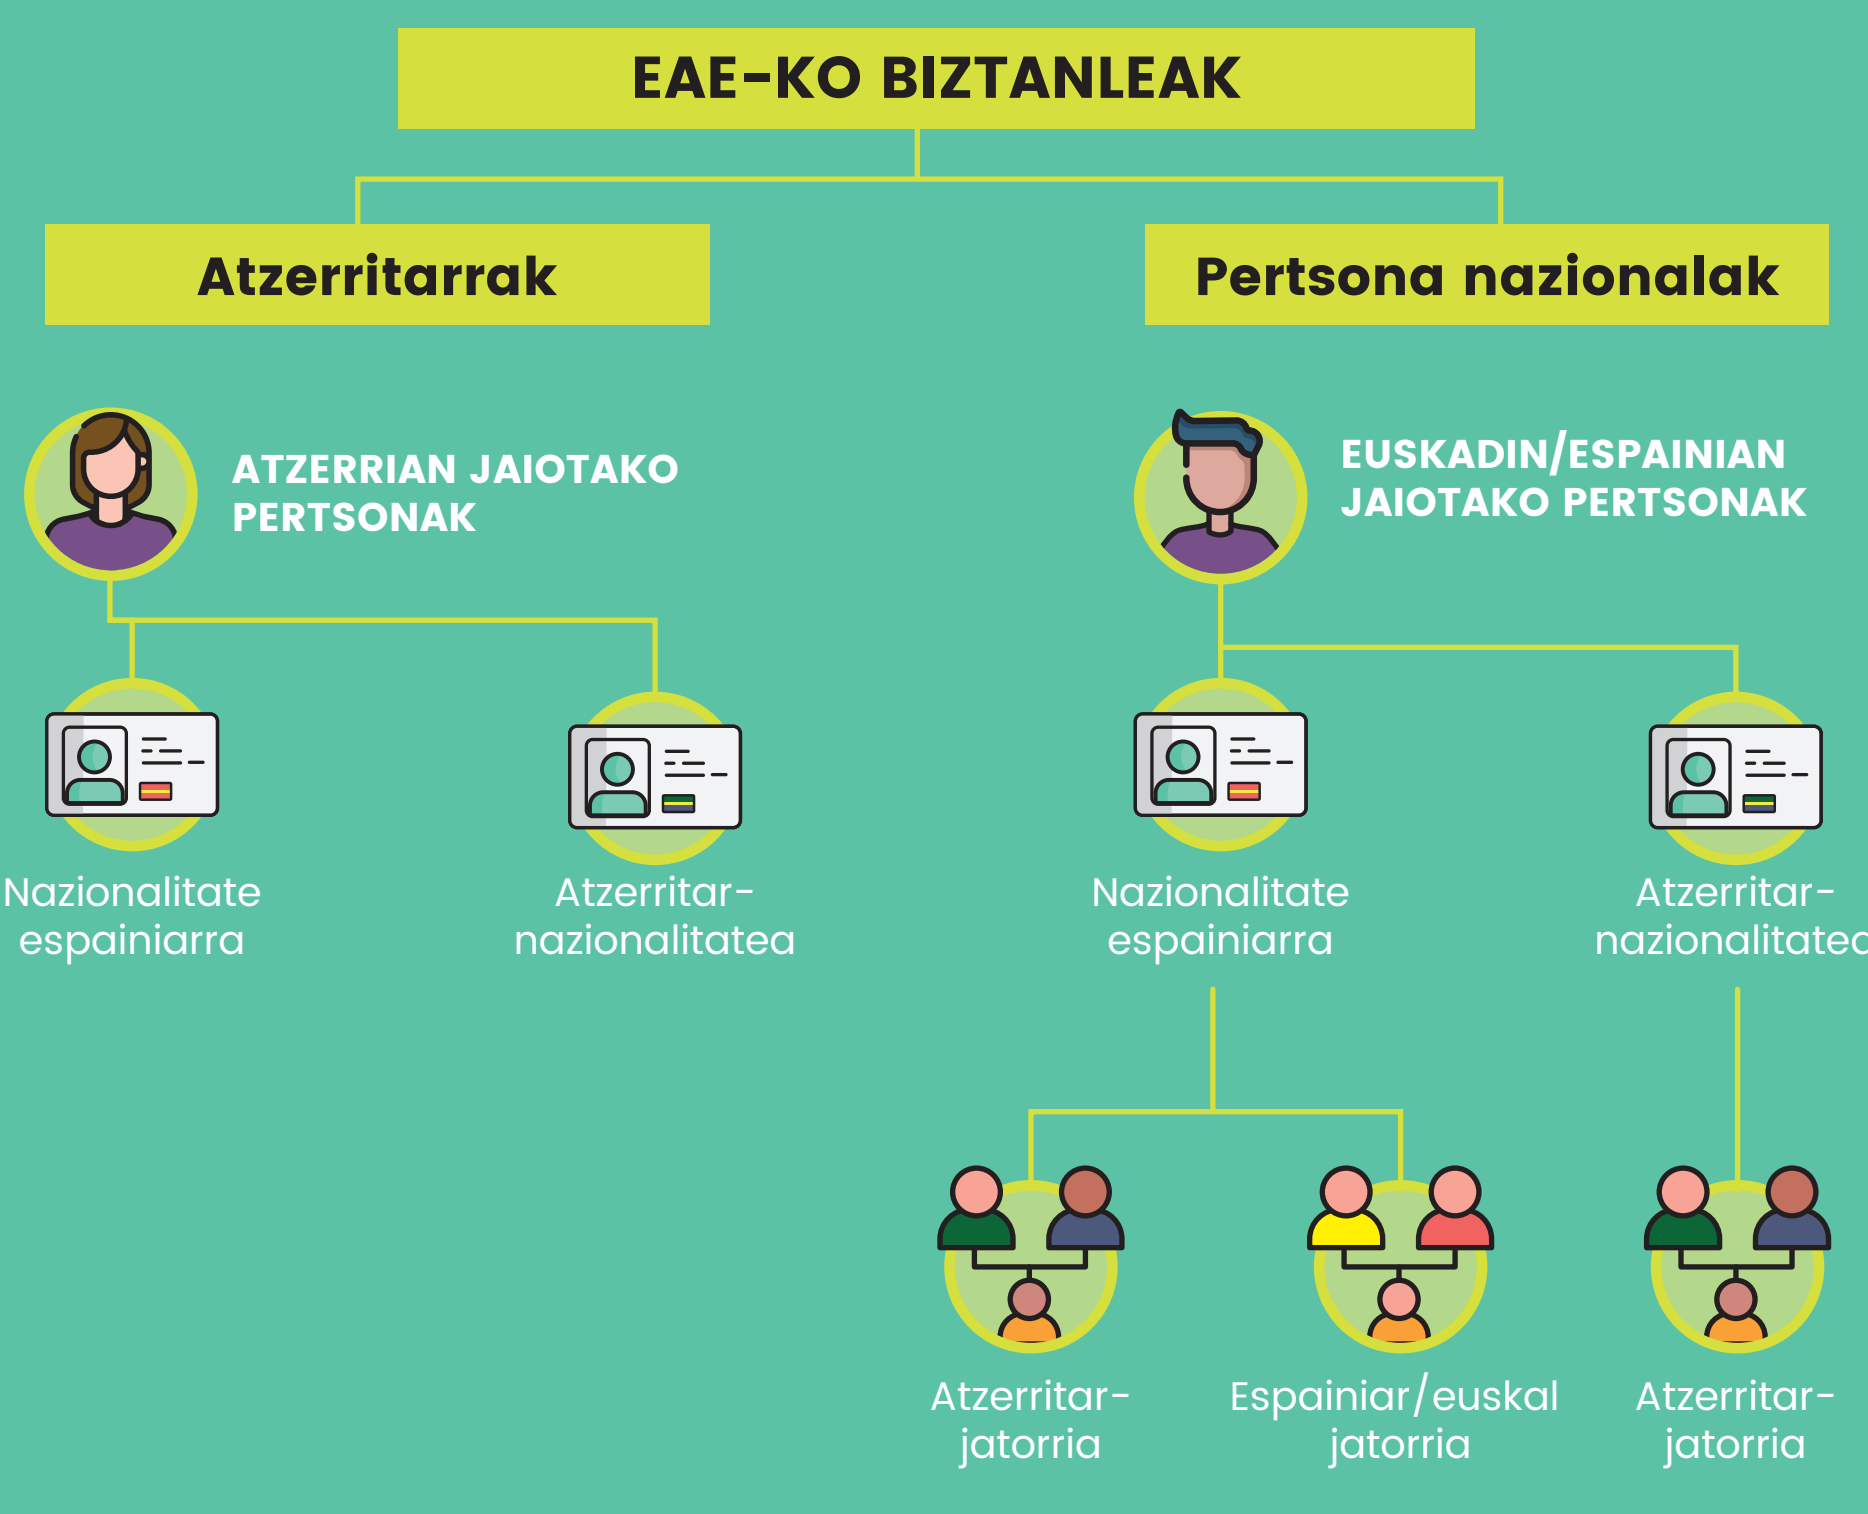 EAE-KO BIZTANLEAK
Atzerritarrak
Pertsona nazionalak
ATZERRIAN JAIOTAKO
PERTSONAK
EUSKADIN/ESPAINIAN
JAIOTAKO PERTSONAK
Nazionalitate
espainiarra
Atzerritar-
nazionalitatea
Nazionalitate
espainiarra
Atzerritar-
nazionalitatea
Atzerritar-
jatorria
Espainiar/euskal
jatorria
Atzerritar-
jatorria